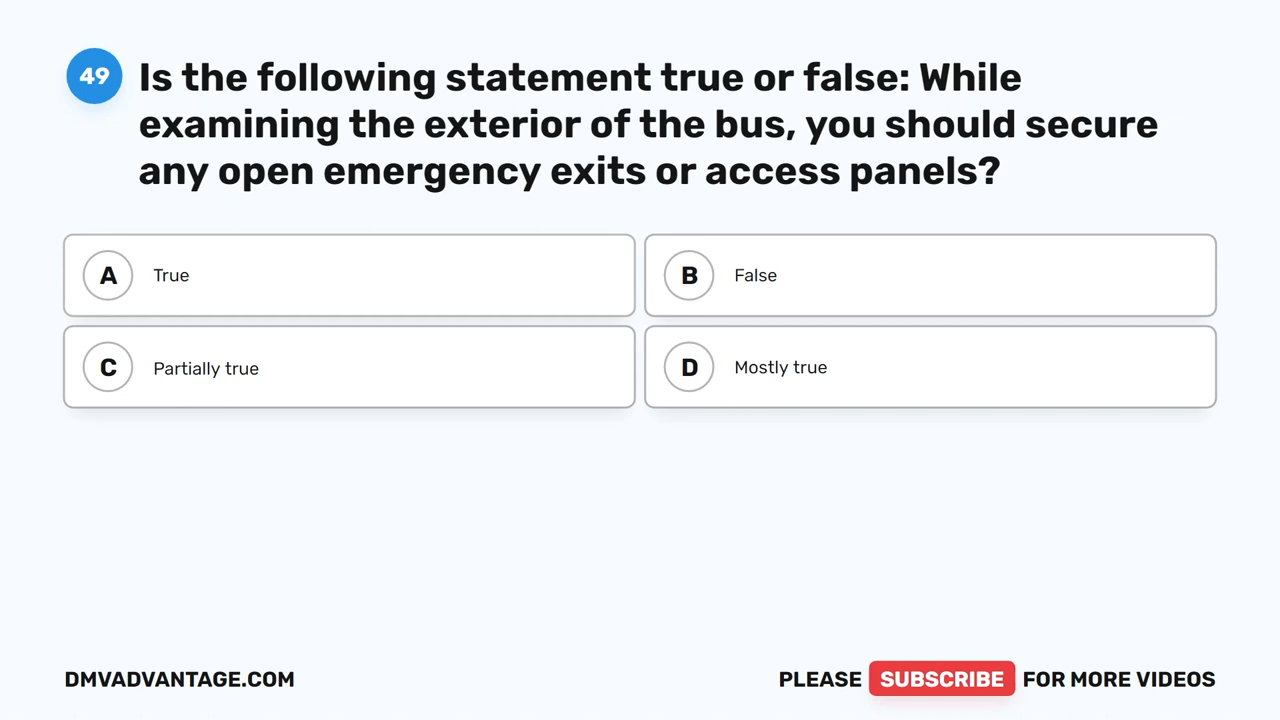 49
Is the following statement true or false: While
examining the exterior of the bus, you should secure
any open emergency exits or access panels?
A True
B False
C Partially true
D Mostly true
DMVADVANTAGE.COM
PLEASE SUBSCRIBE FOR MORE VIDEOS